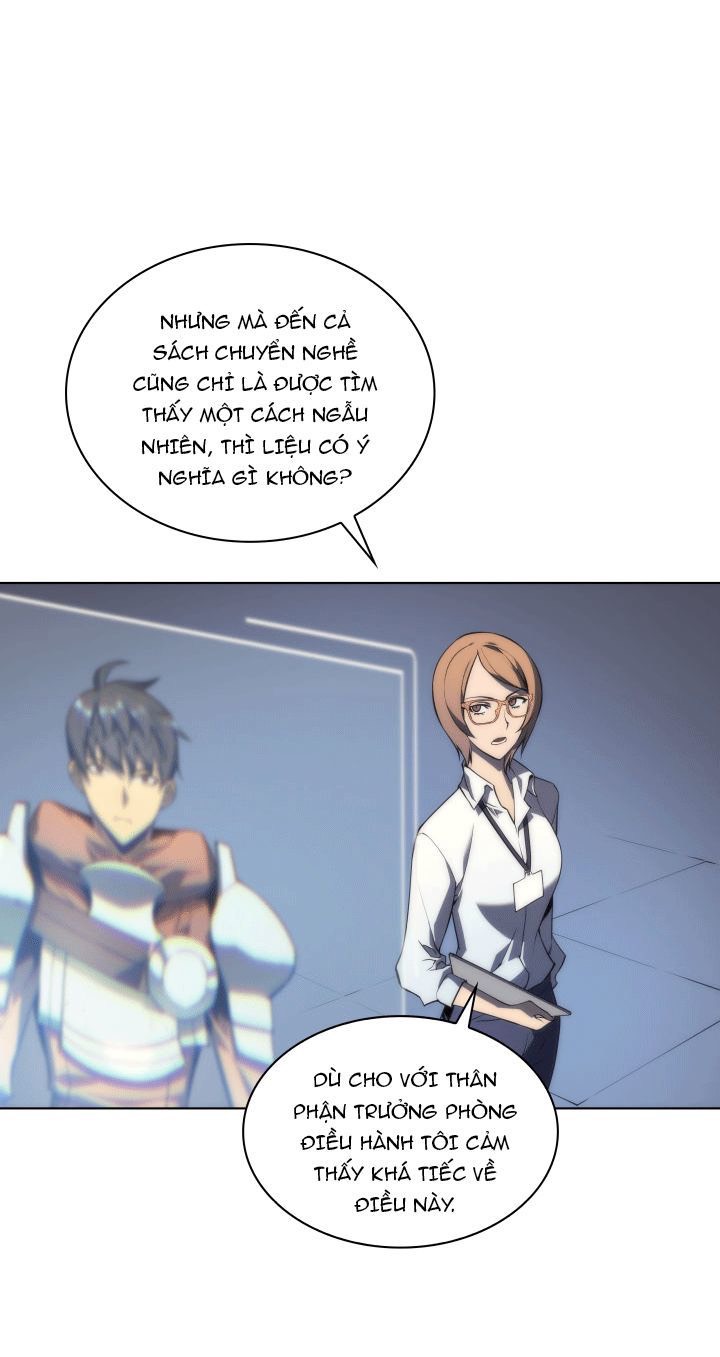 NHƯNG MÀ ĐẾN CẢ
SÁCH CHUYỂN NGHỀ
CŨNG CHỈ LÀ ĐƯỢC TÌM
THẤY MỘT CÁCH NGẪU
NHIÊN, THÌ LIỆU CÓ Ý
NGHĨA GÌ KHÔNG?
DÙ CHO VỚI THÂN
PHẬN TRƯỞNG PHÒNG
ĐIỀU HÀNH TÔI CẢM
THẤY KHÁ TIẾC VỀ
ĐIỀU NÀY.